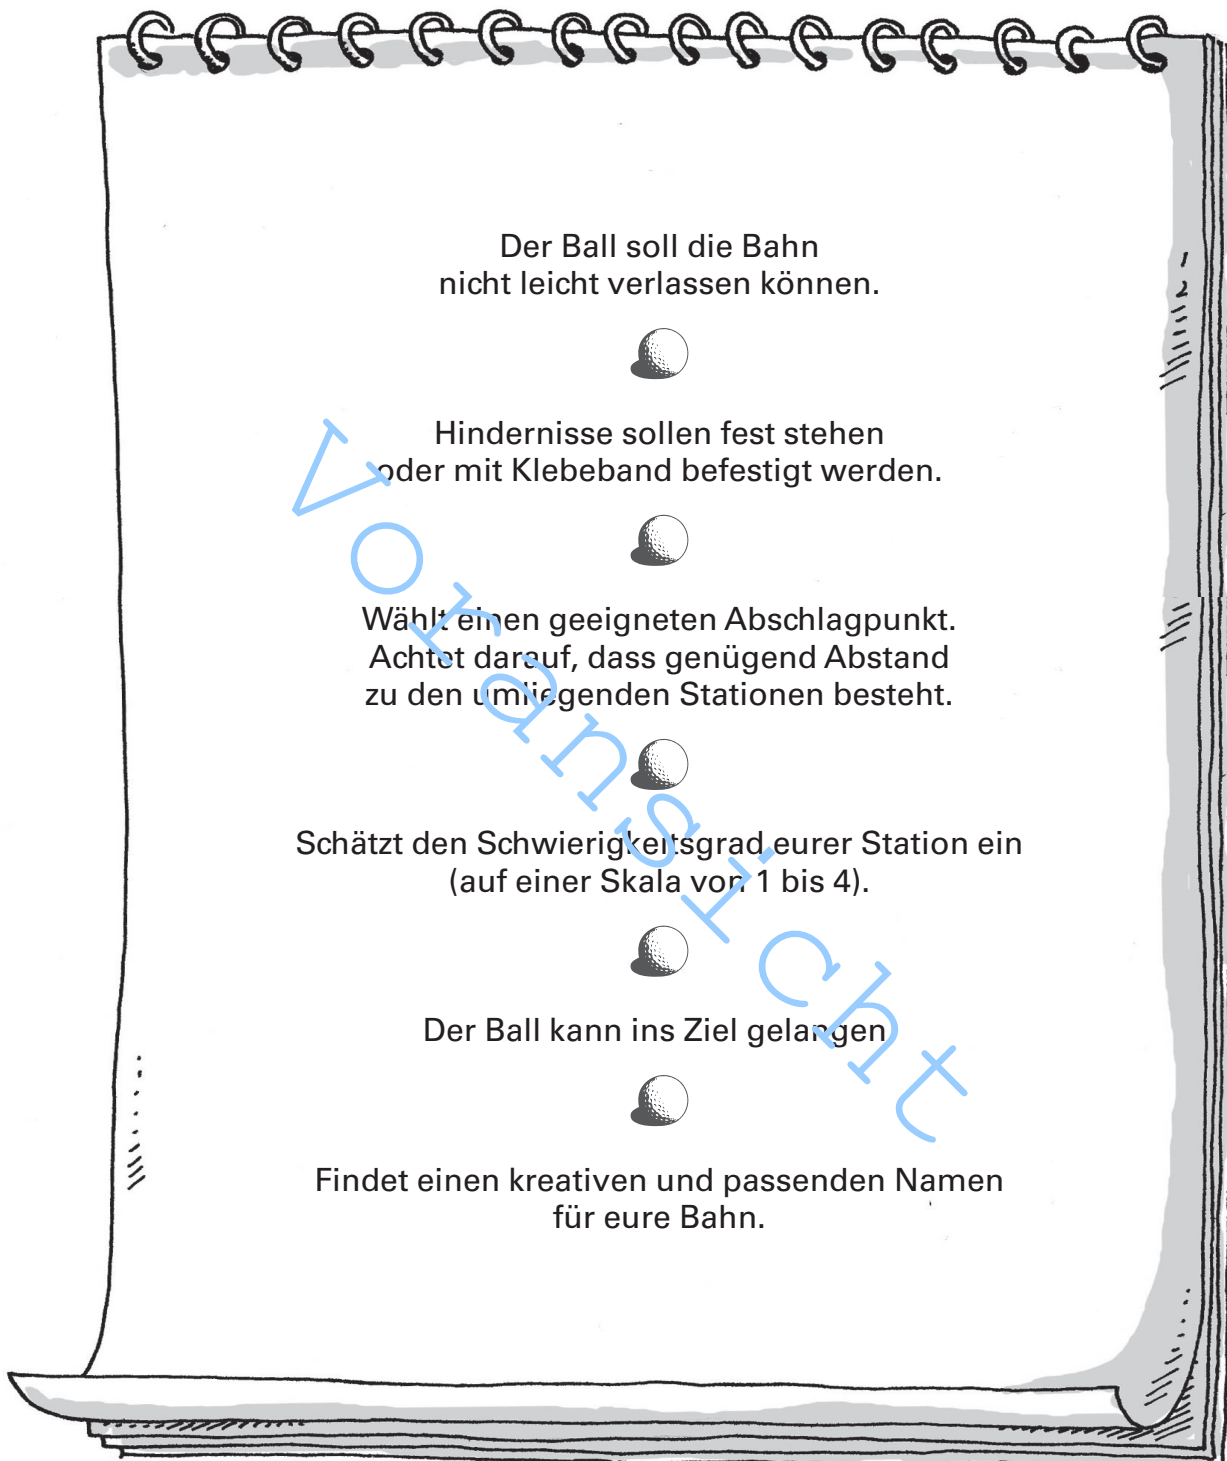 Der Ball soll die Bahn
nicht leicht verlassen können.
Hindernisse sollen fest stehen
oder mit Klebeband befestigt werden.
Wählt einen geeigneten Abschlagpunkt.
Achtet darauf, dass genügend Abstand
zu den umliegenden Stationen besteht.
Schätzt den Schwierigkeitsgrad eurer Station ein
(auf einer Skala von 1 bis 4).
Der Ball kann ins Ziel gelangen
Findet einen kreativen und passenden Namen
für eure Bahn.
Voransicht